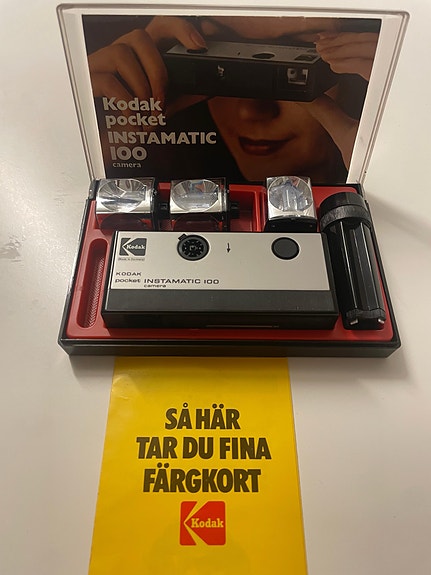 Kodak
pocket
INSTAMATIC
100
camera
Kodak
KODAK
pocket INSTAMATIC 100
camera
SÅ HÄR
TAR DU FINA
FÄRGKORT
Kodak